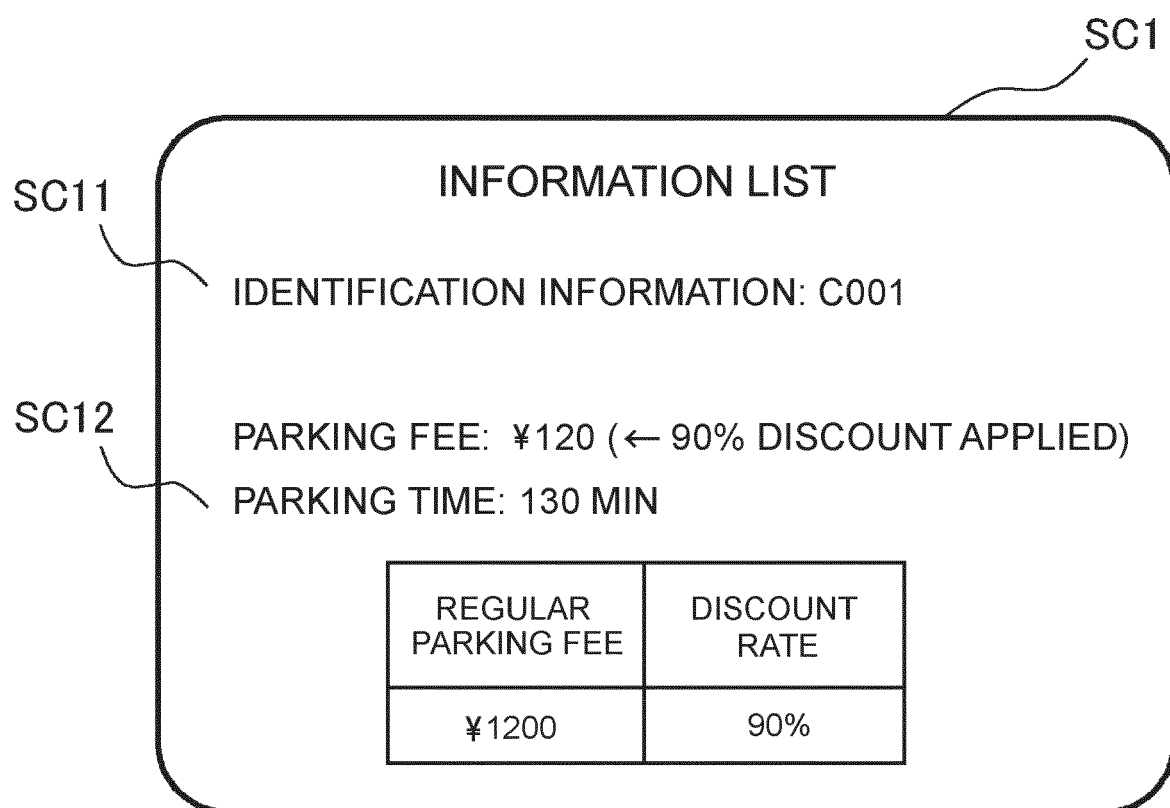 SC1
INFORMATION LIST
SC11
IDENTIFICATION INFORMATION: C001
SC12
PARKING FEE: ¥120 (← 90% DISCOUNT APPLIED)
PARKING TIME: 130 MIN
REGULAR
PARKING FEE
DISCOUNT
RATE
¥1200
90%